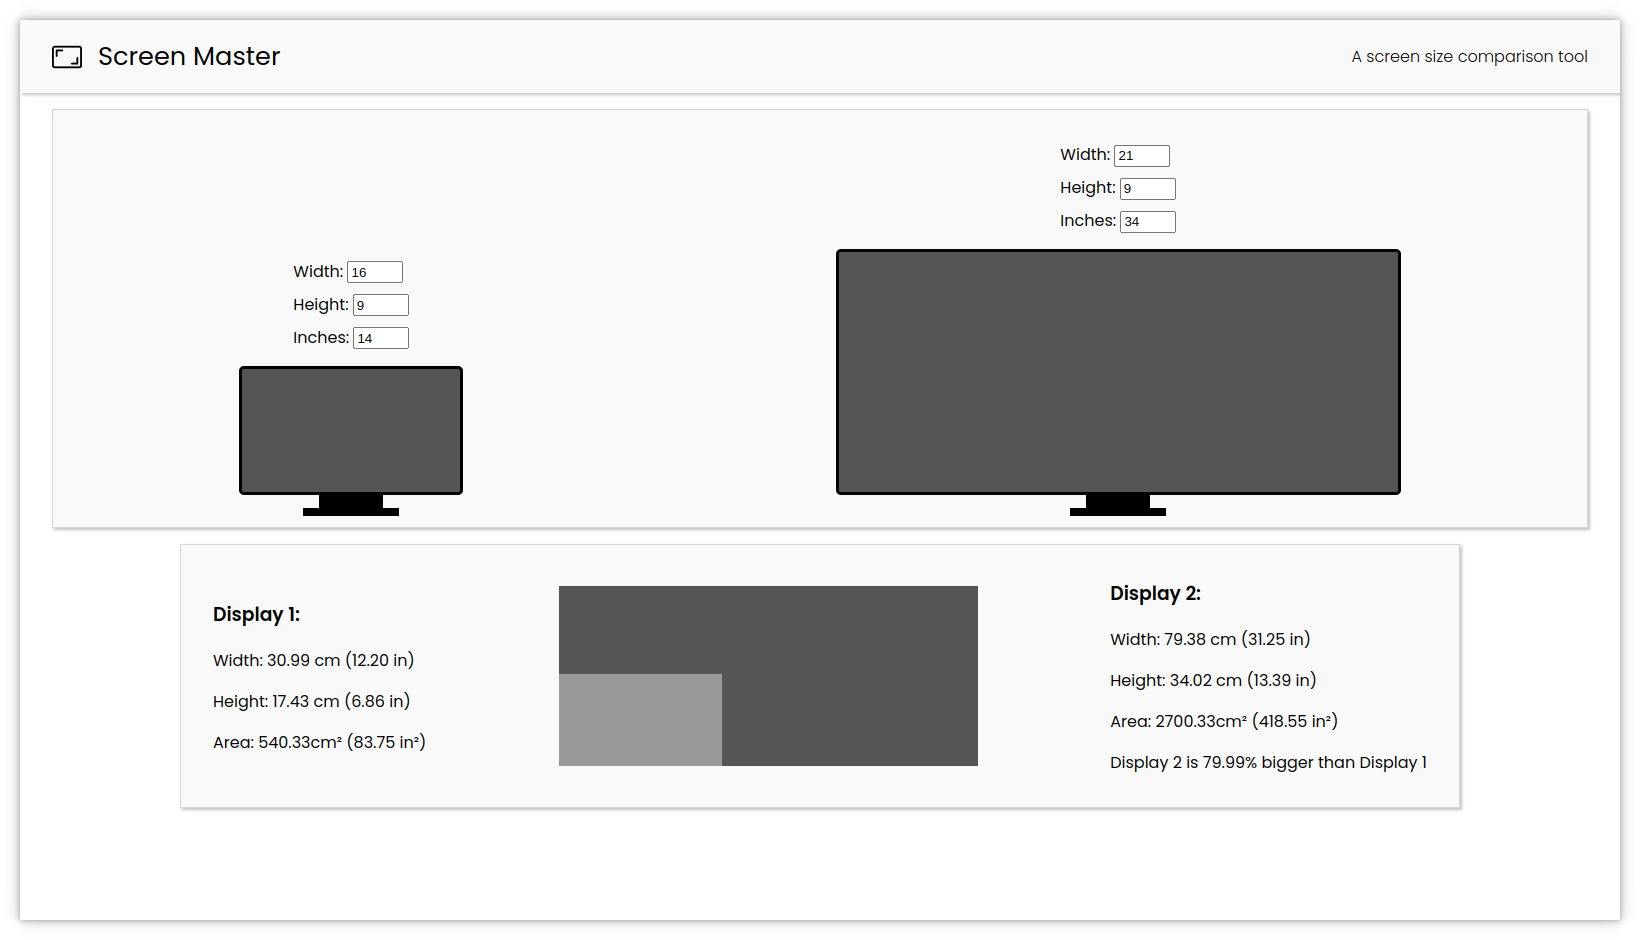 Screen Master
A screen size comparison tool
Width: 16
Height: 9
Inches: 14
Width: 21
Height: 9
Inches: 34
Display 1:
Width: 30.99 cm (12.20 in)
Height: 17.43 cm (6.86 in)
Area: 540.33cm² (83.75 in²)
Display 2:
Width: 79.38 cm (31.25 in)
Height: 34.02 cm (13.39 in)
Area: 2700.33cm² (418.55 in²)
Display 2 is 79.99% bigger than Display 1